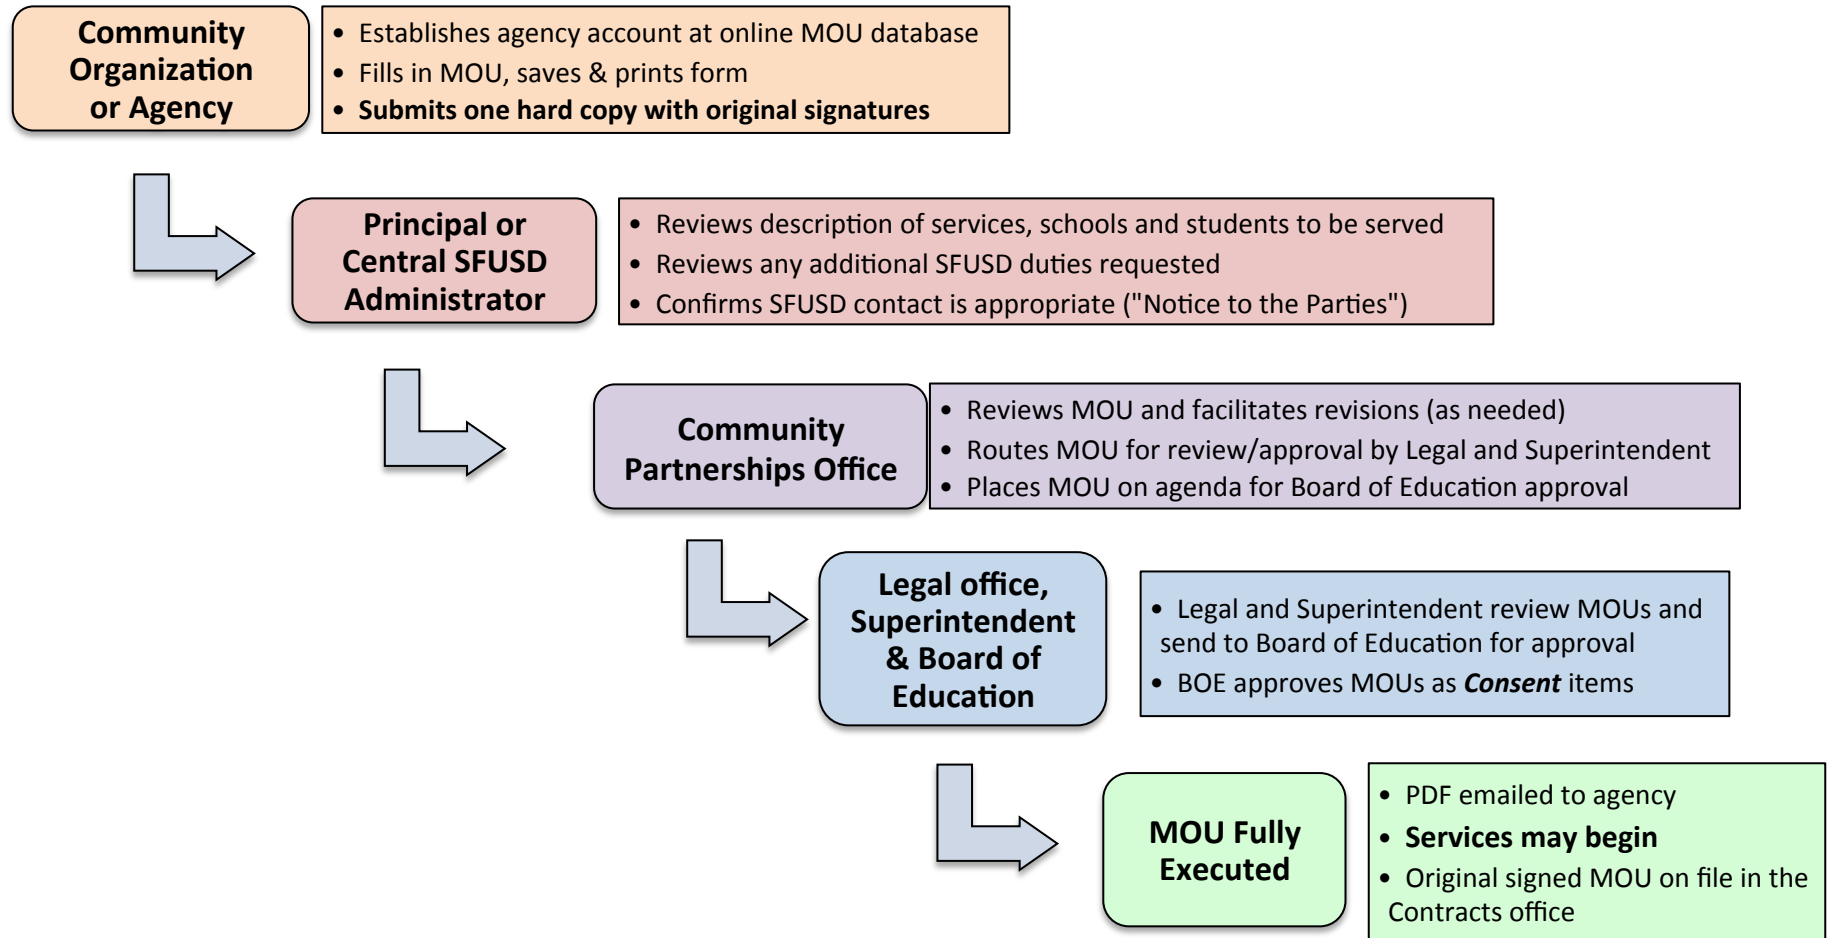 Community
Organization
or Agency
• Establishes agency account at online MOU database
• Fills in MOU, saves & prints form
• Submits one hard copy with original signatures
Principal or
Central SFUSD
Administrator
• Reviews description of services, schools and students to be served
• Reviews any additional SFUSD duties requested
• Confirms SFUSD contact is appropriate ("Notice to the Parties")
Community
Partnerships Office
• Reviews MOU and facilitates revisions (as needed)
• Routes MOU for review/approval by Legal and Superintendent
• Places MOU on agenda for Board of Education approval
Legal office,
Superintendent
& Board of
Education
• Legal and Superintendent review MOUs and
send to Board of Education for approval
• BOE approves MOUs as Consent items
MOU Fully
Executed
• PDF emailed to agency
• Services may begin
• Original signed MOU on file in the
Contracts office